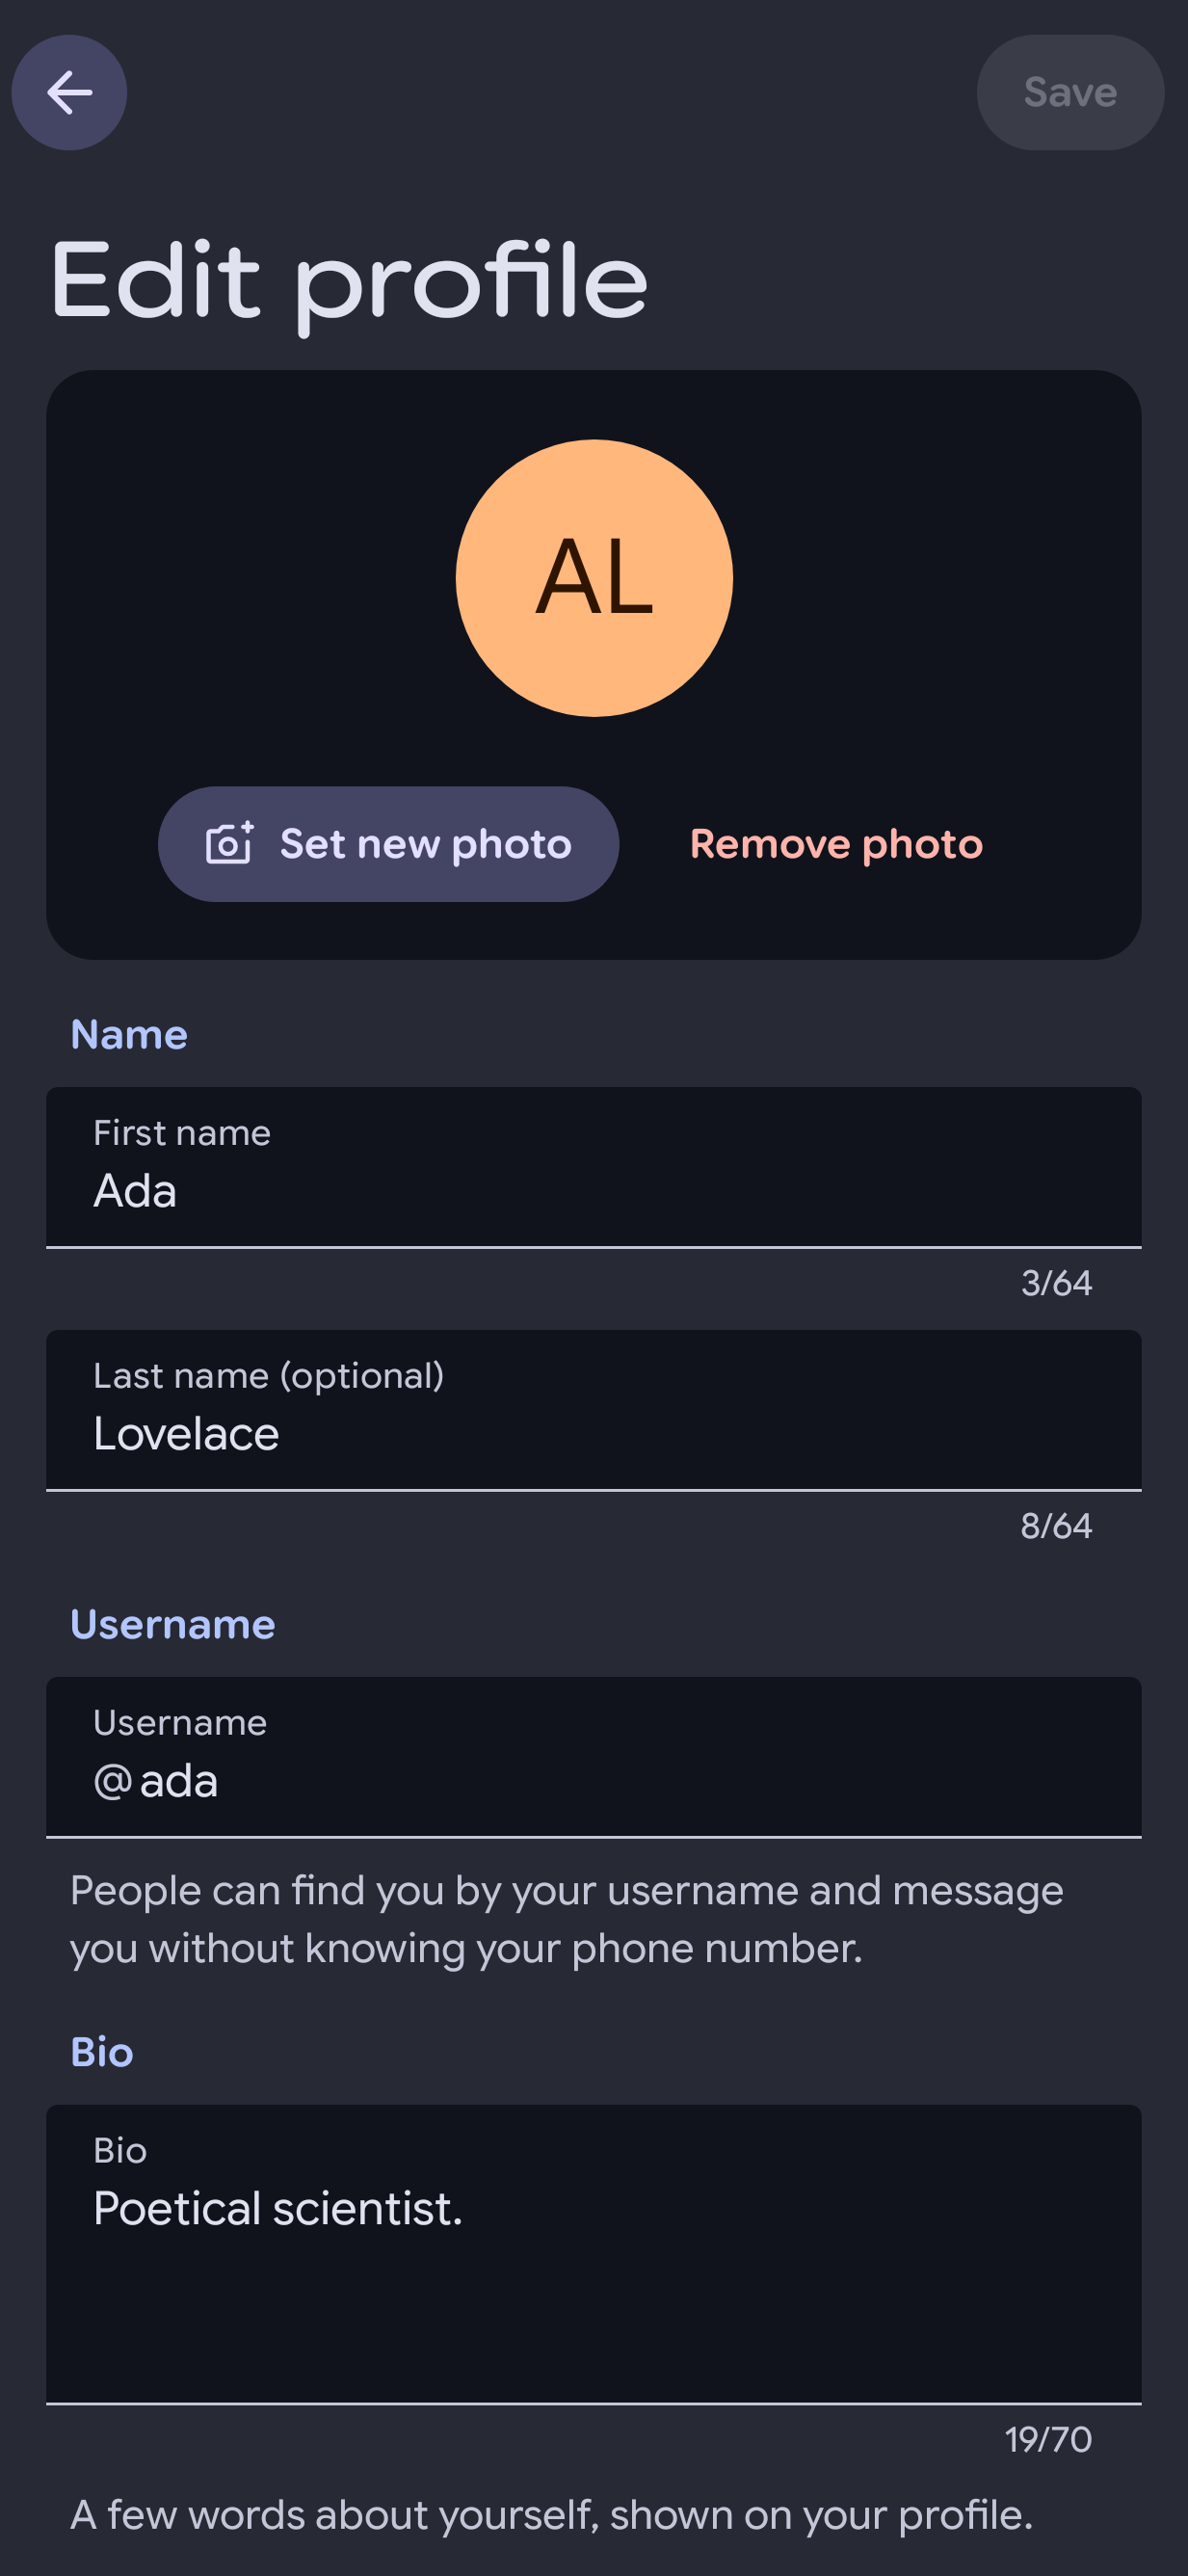 Save
Edit profile
AL
Set new photo
Remove photo
Name
First name
Ada
3/64
Last name (optional)
Lovelace
8/64
Username
Username
@ada
People can find you by your username and message
you without knowing your phone number.
Bio
Bio
Poetical scientist.
19/70
A few words about yourself, shown on your profile.